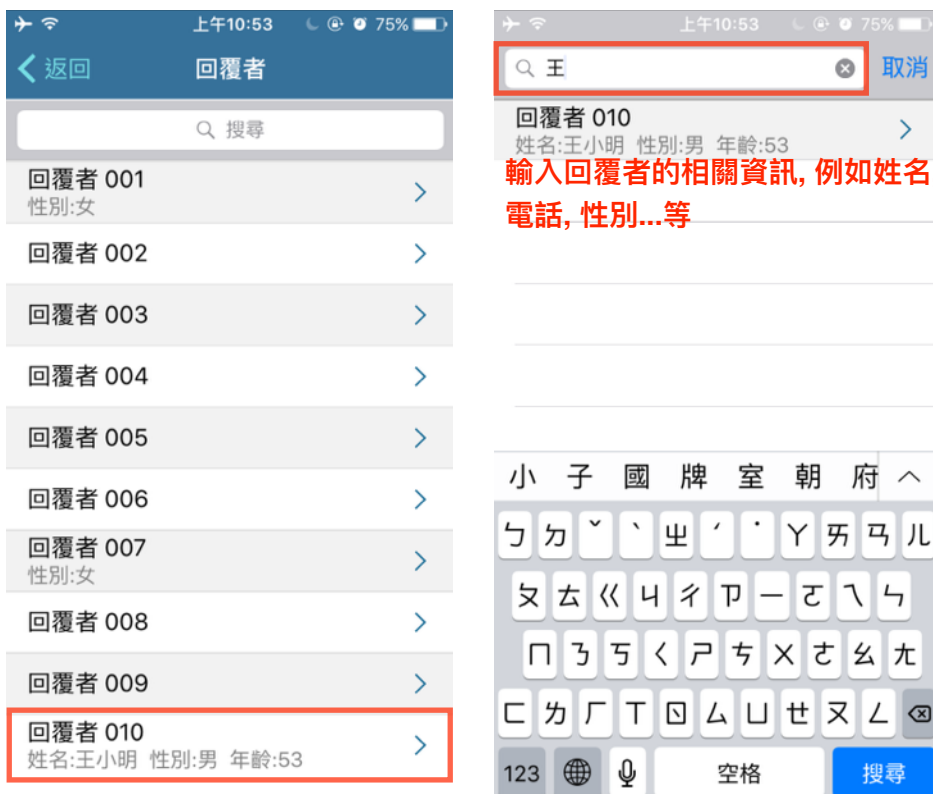 上午10:53
75%
返回
回覆者
搜尋
回覆者 001
性別:女
回覆者 002
回覆者 003
回覆者 004
回覆者 005
回覆者 006
回覆者 007
性別:女
回覆者 008
回覆者 009
回覆者 010
姓名:王小明 性別:男 年齡:53
上午10:53
75%
王
取消
回覆者 010
姓名:王小明 性別:男 年齡:53
輸入回覆者的相關資訊, 例如姓名
電話, 性別...等
小 子 國 牌 室 朝 府
ㄅ ㄉ ˇ ˋ ㄓ ˊ ˙ ㄚ ㄞ ㄢ ㄦ
ㄆ ㄊ ㄍ ㄐ ㄔ ㄗ ㄧ ㄛ ㄟ ㄣ
ㄇ ㄋ ㄎ ㄑ ㄕ ㄘ ㄨ ㄜ ㄠ ㄤ
ㄈ ㄌ ㄏ ㄒ ㄖ ㄙ ㄩ ㄝ ㄡ ㄥ
123
空格
搜尋